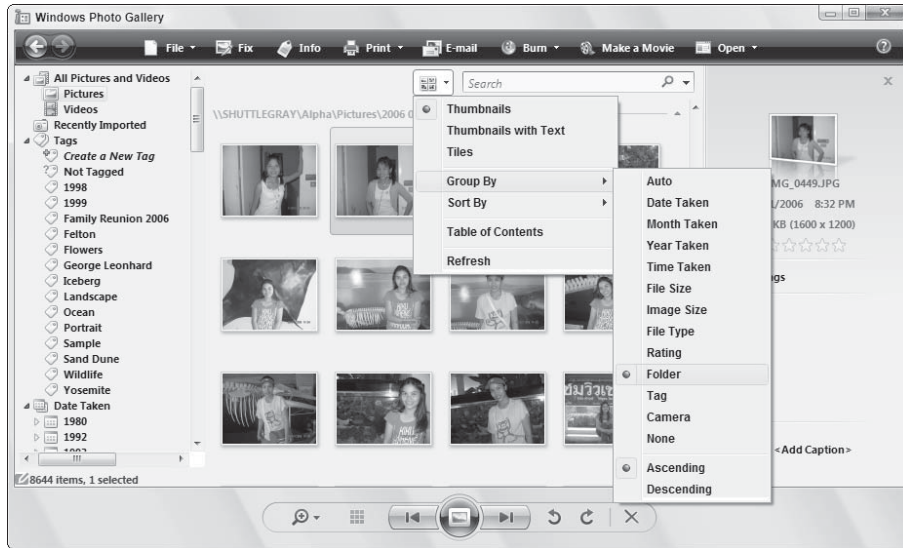 Windows Photo Gallery
File Fix Info Print E-mail Burn Make a Movie Open
All Pictures and Videos
Pictures
Videos
Recently Imported
Tags
Create a New Tag
Not Tagged
1998
1999
Family Reunion 2006
Felton
Flowers
George Leonhard
Iceberg
Landscape
Ocean
Portrait
Sample
Sand Dune
Wildlife
Yosemite
Date Taken
1980
1992
8644 items, 1 selected
Search
\\SHUTTLEGRAY\Alpha\Pictures\2006 0
Thumbnails
Thumbnails with Text
Tiles
Group By
Sort By
Table of Contents
Refresh
Auto
Date Taken
Month Taken
Year Taken
Time Taken
File Size
Image Size
File Type
Rating
Folder
Tag
Camera
None
Ascending
Descending
MG_0449.JPG
/2006 8:32 PM
KB (1600 x 1200)
gs
<Add Caption>